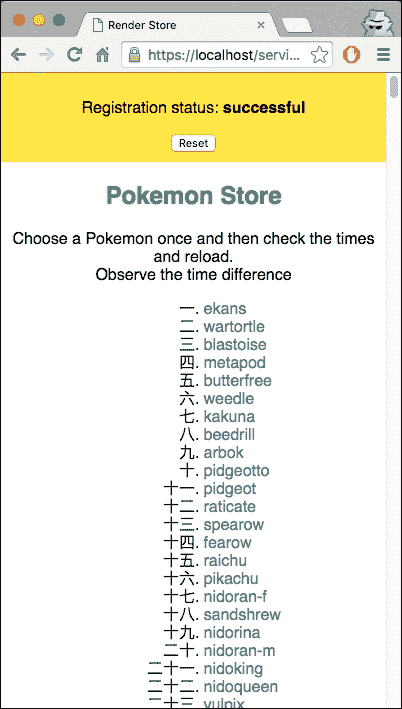 Render Store
https://localhost/servi
Registration status: successful
Reset
Pokemon Store
Choose a Pokemon once and then check the times
and reload.
Observe the time difference
一. ekans
二. wartortle
三. blastoise
四. metapod
五. butterfree
六. weedle
七. kakuna
八. beedrill
九. arbok
十. pidgeotto
十一. pidgeot
十二. raticate
十三. spearow
十四. fearow
十五. raichu
十六. pikachu
十七. nidoran-f
十八. sandshrew
十九. nidorina
二十. nidoran-m
二十一. nidoking
二十二. nidoqueen
二十三. vulpix